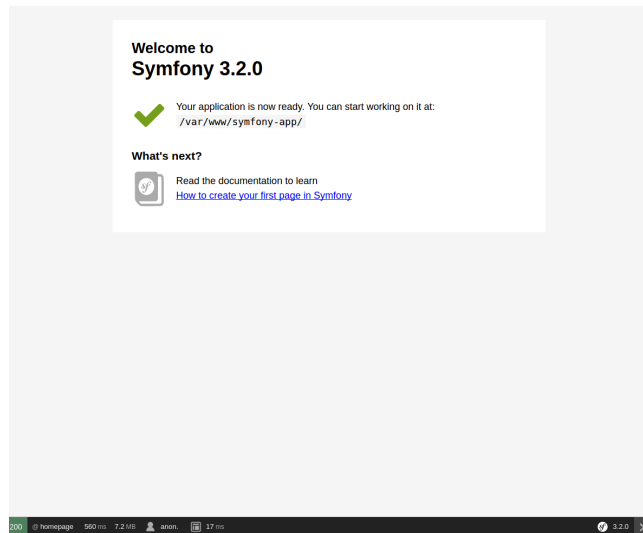 Welcome to
Symfony 3.2.0
Your application is now ready. You can start working on it at:
/var/www/symfony-app/
What's next?
sf
Read the documentation to learn
How to create your first page in Symfony
200 @ homepage 560 ms 7.2 MB anon. 17 ms sf 3.2.0